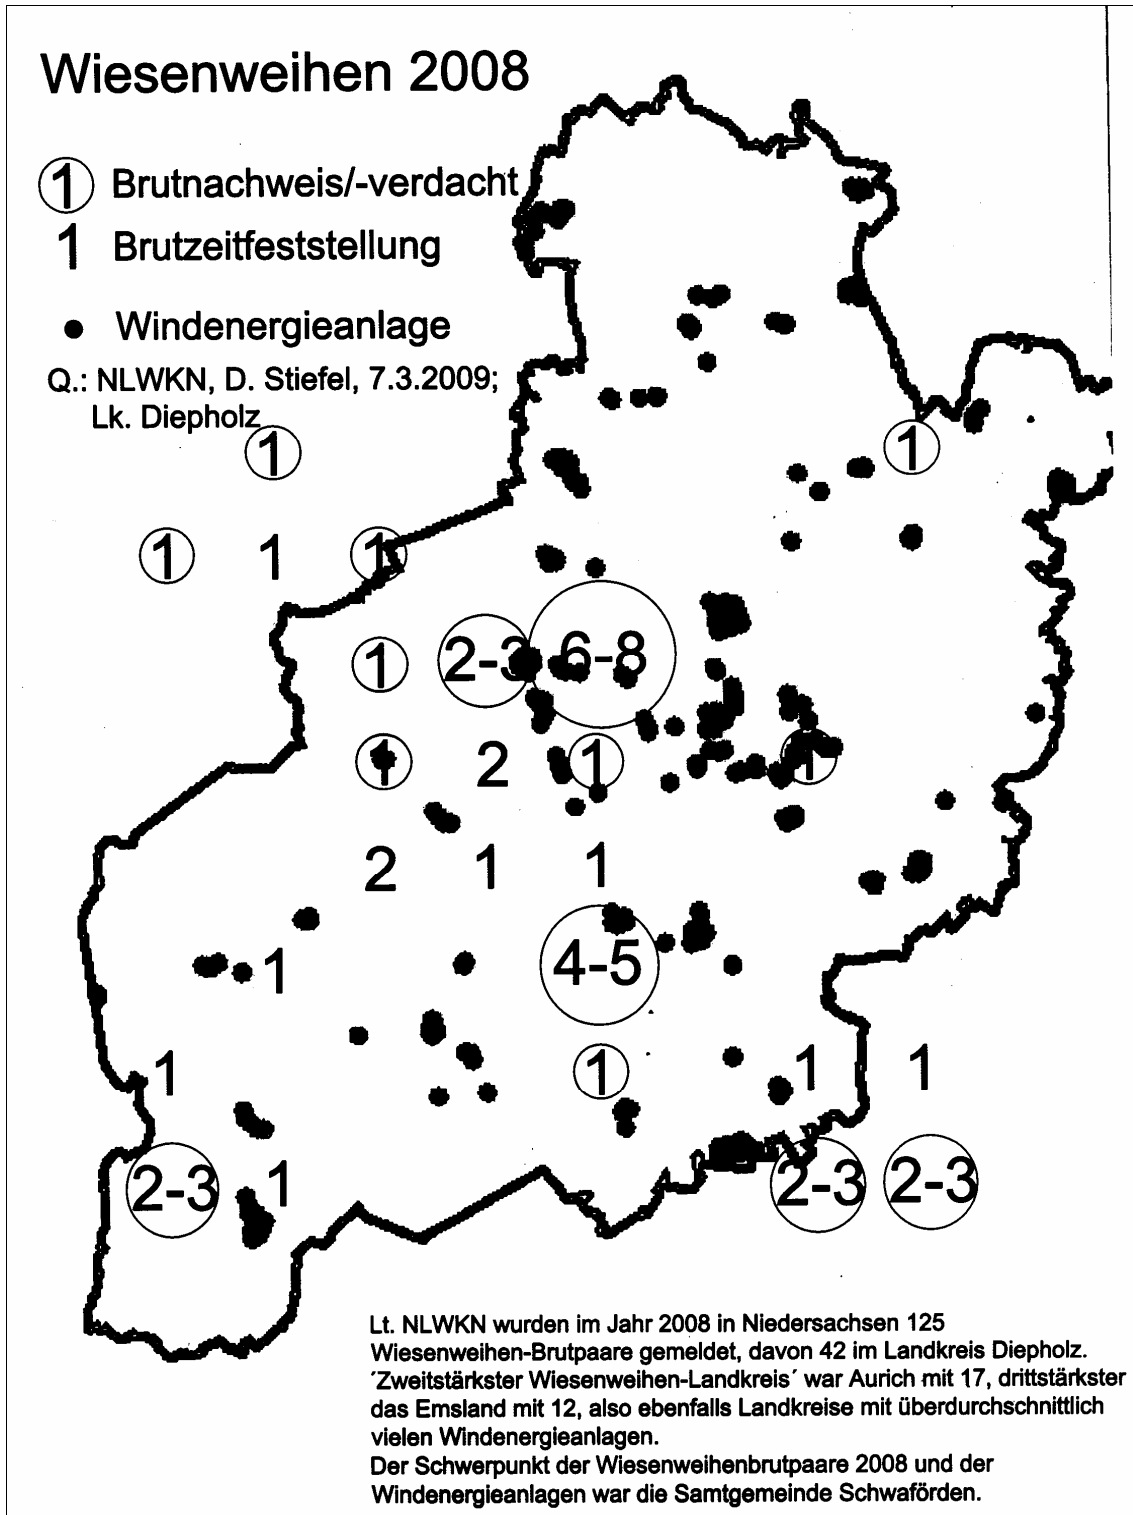 Wiesenweihen 2008
1 Brutnachweis/-verdacht
1 Brutzeitfeststellung
Windenergieanlage
Q.: NLWKN, D. Stiefel, 7.3.2009;
Lk. Diepholz
1 1
1 1 1
1 2-3 6-8
1 2 1 1
2 1 1
1 4-5
1 1 1 1
2-3 1 2-3 2-3
Lt. NLWKN wurden im Jahr 2008 in Niedersachsen 125
Wiesenweihen-Brutpaare gemeldet, davon 42 im Landkreis Diepholz.
´Zweitstärkster Wiesenweihen-Landkreis´ war Aurich mit 17, drittstärkster
das Emsland mit 12, also ebenfalls Landkreise mit überdurchschnittlich
vielen Windenergieanlagen.
Der Schwerpunkt der Wiesenweihenbrutpaare 2008 und der
Windenergieanlagen war die Samtgemeinde Schwaförden.